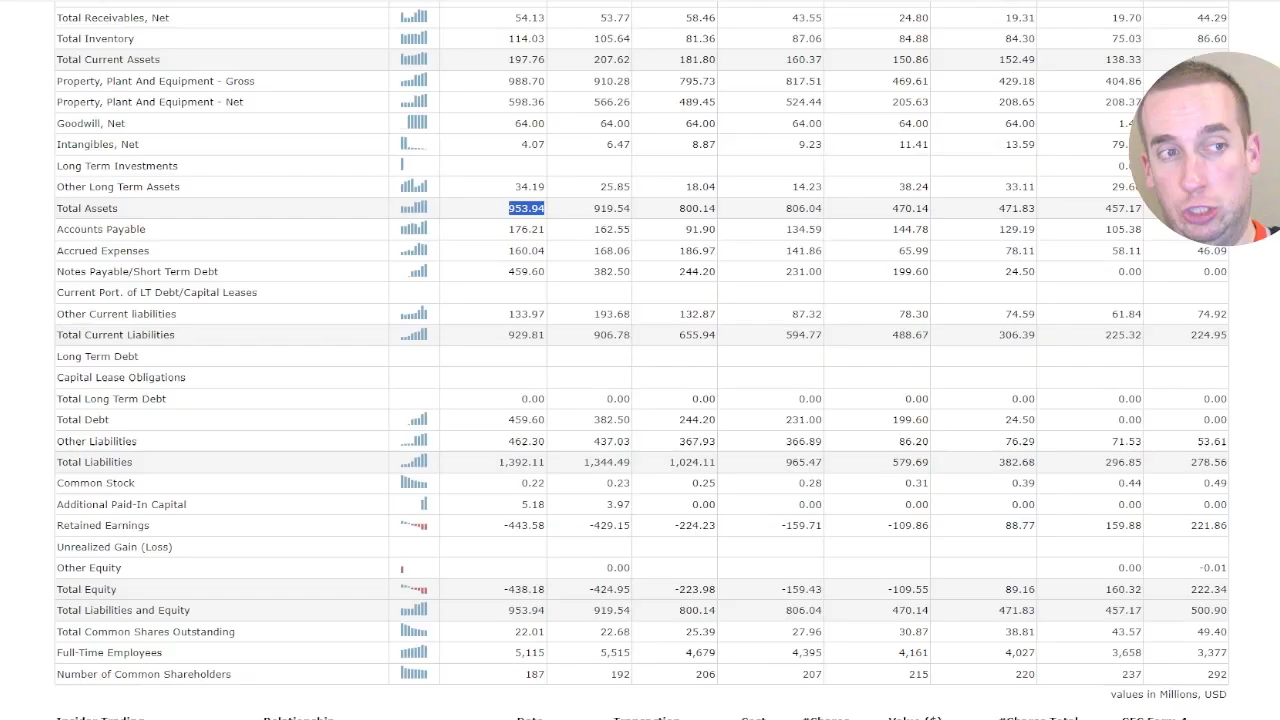 Total Receivables, Net 54.13 53.77 58.46 43.55 24.80 19.31 19.70 44.29
Total Inventory 114.03 105.64 81.36 87.06 84.88 84.30 75.03 86.60
Total Current Assets 197.76 207.62 181.80 160.37 150.86 152.49 138.33
Property, Plant And Equipment - Gross 988.70 910.28 795.73 817.51 469.61 429.18 404.86
Property, Plant And Equipment - Net 598.36 566.26 489.45 524.44 205.63 208.65 208.37
Goodwill, Net 64.00 64.00 64.00 64.00 64.00 64.00
Intangibles, Net 4.07 6.47 8.87 9.23 11.41 13.59
Long Term Investments
Other Long Term Assets 34.19 25.85 18.04 14.23 38.24 33.11
Total Assets 953.94 919.54 800.14 806.04 470.14 471.83 457.17
Accounts Payable 176.21 162.55 91.90 134.59 144.78 129.19 105.38
Accrued Expenses 160.04 168.06 186.97 141.86 65.99 78.11 58.11 46.09
Notes Payable/Short Term Debt 459.60 382.50 244.20 231.00 199.60 24.50 0.00 0.00
Current Port. of LT Debt/Capital Leases
Other Current liabilities 133.97 193.68 132.87 87.32 78.30 74.59 61.84 74.92
Total Current Liabilities 929.81 906.78 655.94 594.77 488.67 306.39 225.32 224.95
Long Term Debt
Capital Lease Obligations
Total Long Term Debt 0.00 0.00 0.00 0.00 0.00 0.00 0.00 0.00
Total Debt 459.60 382.50 244.20 231.00 199.60 24.50 0.00 0.00
Other Liabilities 462.30 437.03 367.93 366.89 86.20 76.29 71.53 53.61
Total Liabilities 1,392.11 1,344.49 1,024.11 965.47 579.69 382.68 296.85 278.56
Common Stock 0.22 0.23 0.25 0.28 0.31 0.39 0.44 0.49
Additional Paid-In Capital 5.18 3.97 0.00 0.00 0.00 0.00 0.00 0.00
Retained Earnings -443.58 -429.15 -224.23 -159.71 -109.86 88.77 159.88 221.86
Unrealized Gain (Loss)
Other Equity 0.00 0.00 -0.01
Total Equity -438.18 -424.95 -223.98 -159.43 -109.55 89.16 160.32 222.34
Total Liabilities and Equity 953.94 919.54 800.14 806.04 470.14 471.83 457.17 500.90
Total Common Shares Outstanding 22.01 22.68 25.39 27.96 30.87 38.81 43.57 49.40
Full-Time Employees 5,115 5,515 4,679 4,395 4,161 4,027 3,658 3,377
Number of Common Shareholders 187 192 206 207 215 220 237 292
values in Millions, USD